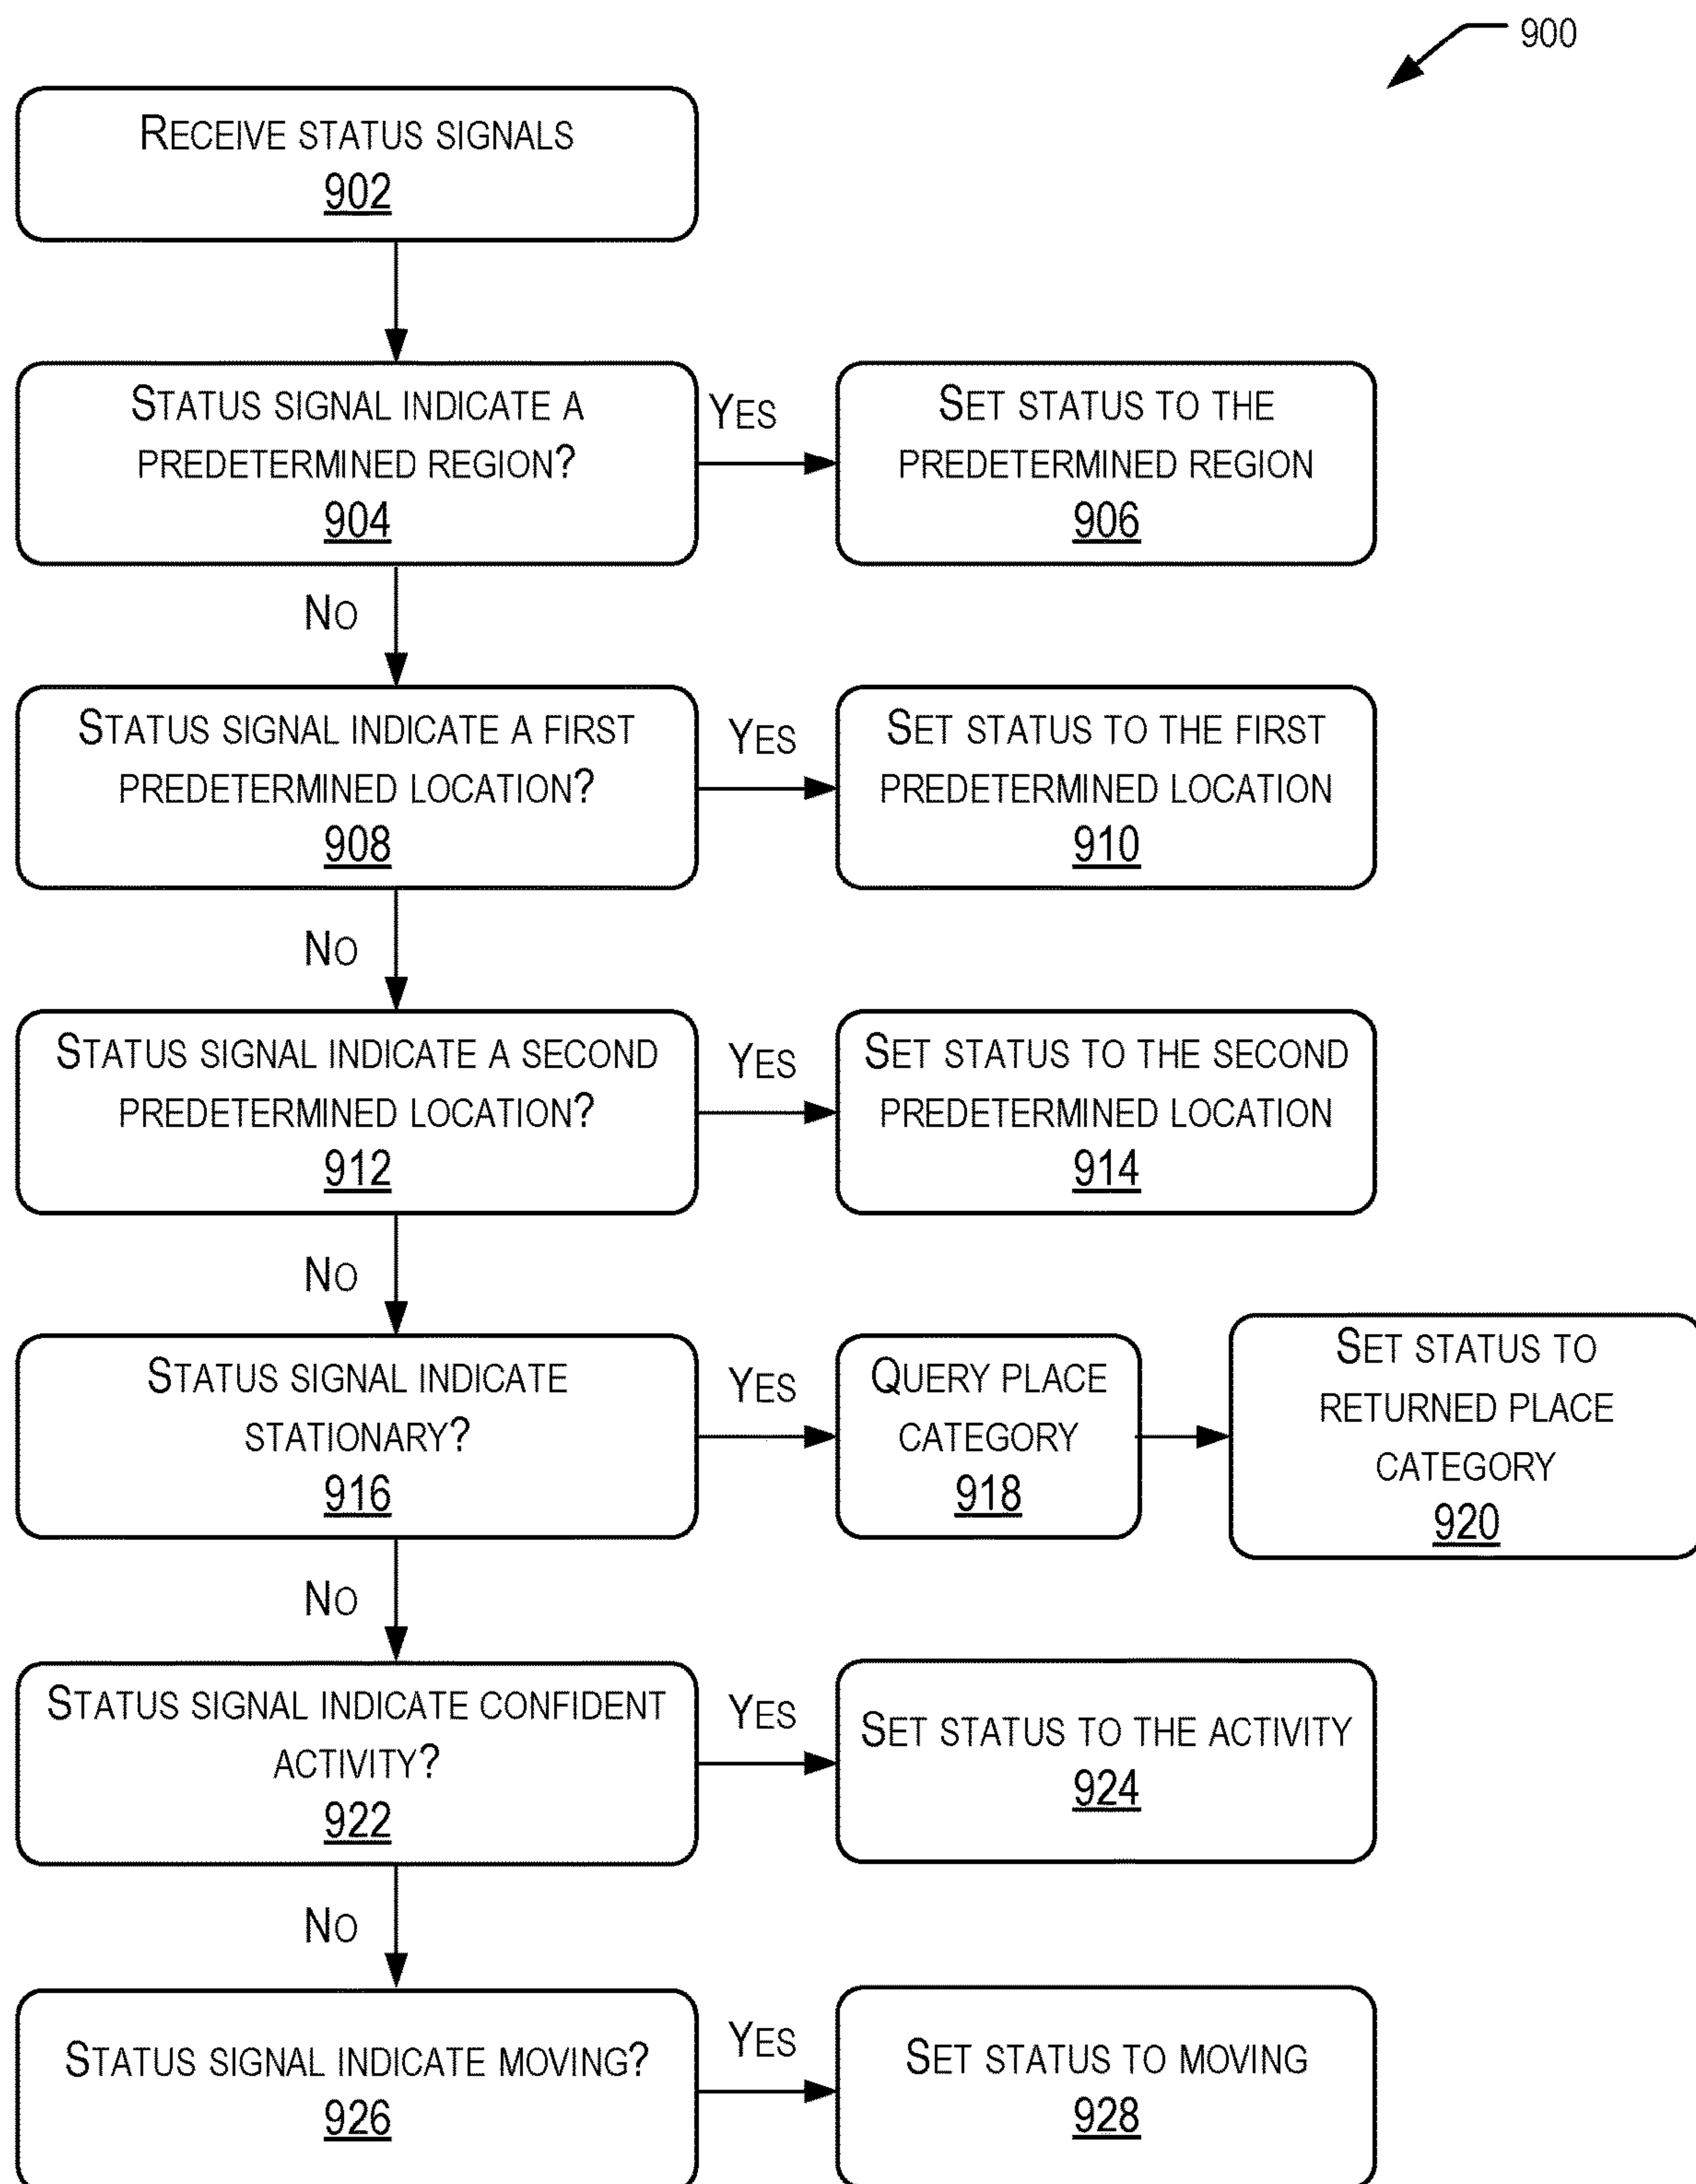 900
RECEIVE STATUS SIGNALS
902
STATUS SIGNAL INDICATE A
PREDETERMINED REGION?
904
YES
SET STATUS TO THE
PREDETERMINED REGION
906
NO
STATUS SIGNAL INDICATE A FIRST
PREDETERMINED LOCATION?
908
YES
SET STATUS TO THE FIRST
PREDETERMINED LOCATION
910
NO
STATUS SIGNAL INDICATE A SECOND
PREDETERMINED LOCATION?
912
YES
SET STATUS TO THE SECOND
PREDETERMINED LOCATION
914
NO
STATUS SIGNAL INDICATE
STATIONARY?
916
YES
QUERY PLACE
CATEGORY
918
SET STATUS TO
RETURNED PLACE
CATEGORY
920
NO
STATUS SIGNAL INDICATE CONFIDENT
ACTIVITY?
922
YES
SET STATUS TO THE ACTIVITY
924
NO
STATUS SIGNAL INDICATE MOVING?
926
YES
SET STATUS TO MOVING
928